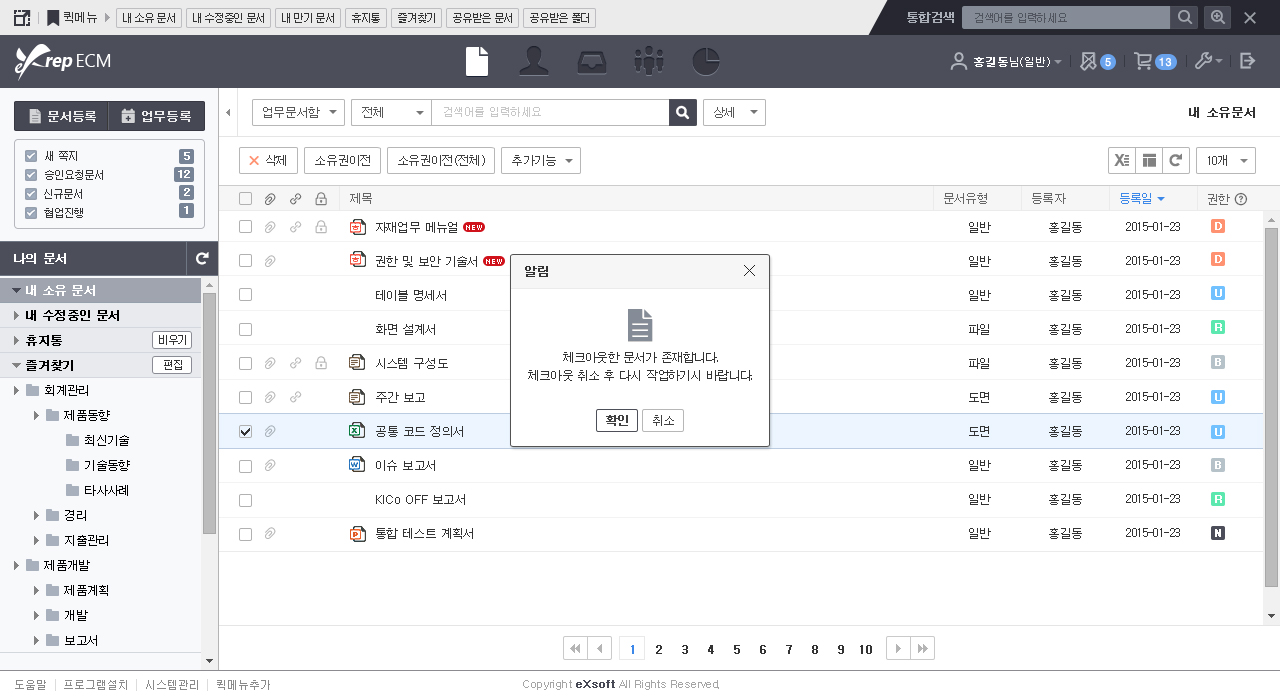 퀵메뉴 내 소유 문서 내 수정중인 문서 내 만기 문서 휴지통 즐겨찾기 공유받은 문서 공유받은 폴더 통합검색 검색어를 입력하세요
Xrep ECM 홍길동님(일반) 5 13
문서등록 업무등록
새 쪽지 5
승인요청문서 12
신규문서 2
협업진행 1
나의 문서
내 소유 문서
내 수정중인 문서
휴지통 비우기
즐겨찾기 편집
회계관리
제품동향
최신기술
기술동향
타사사례
경리
지출관리
제품개발
제품계획
개발
보고서
업무문서함 전체 검색어를 입력하세요 상세 내 소유문서
삭제 소유권이전 소유권이전(전체) 추가기능 10개
제목 문서유형 등록자 등록일 권한
자재업무 메뉴얼 NEW 일반 홍길동 2015-01-23 D
권한 및 보안 기술서 NEW 일반 홍길동 2015-01-23 D
테이블 명세서 일반 홍길동 2015-01-23 U
화면 설계서 파일 홍길동 2015-01-23 R
시스템 구성도 파일 홍길동 2015-01-23 B
주간 보고 도면 홍길동 2015-01-23 U
공통 코드 정의서 도면 홍길동 2015-01-23 U
이슈 보고서 일반 홍길동 2015-01-23 B
KICo OFF 보고서 일반 홍길동 2015-01-23 R
통합 테스트 계획서 일반 홍길동 2015-01-23 N
알림
체크아웃한 문서가 존재합니다.
체크아웃 취소 후 다시 작업하기시 바랍니다.
확인 취소
1 2 3 4 5 6 7 8 9 10
도움말 프로그램설치 시스템관리 퀵메뉴추가 Copyright eXsoft All Rights Reserved.